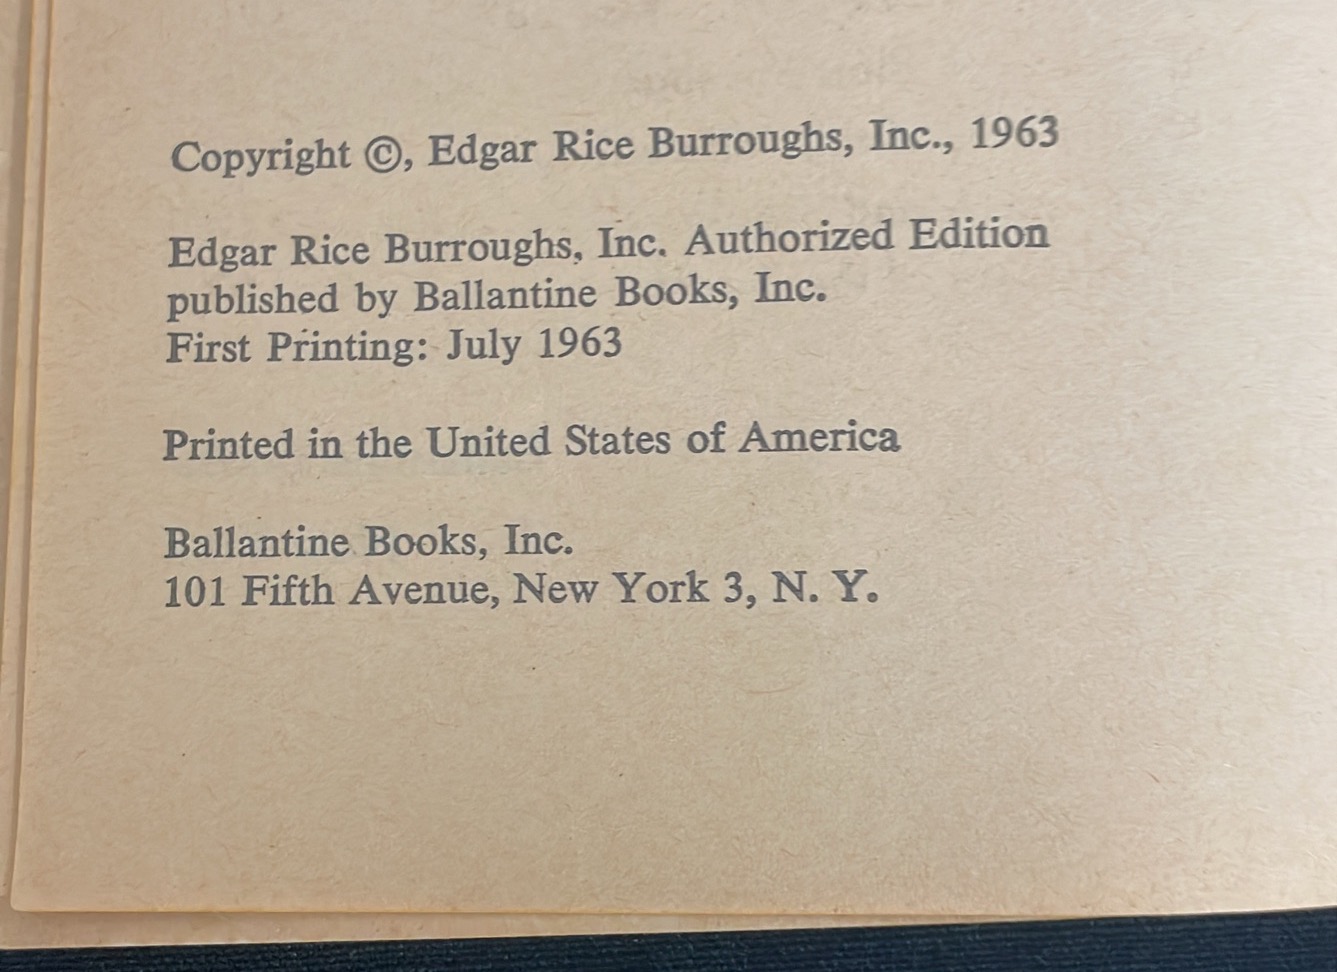 Copyright ©, Edgar Rice Burroughs, Inc., 1963
Edgar Rice Burroughs, Inc. Authorized Edition
published by Ballantine Books, Inc.
First Printing: July 1963
Printed in the United States of America
Ballantine Books, Inc.
101 Fifth Avenue, New York 3, N. Y.